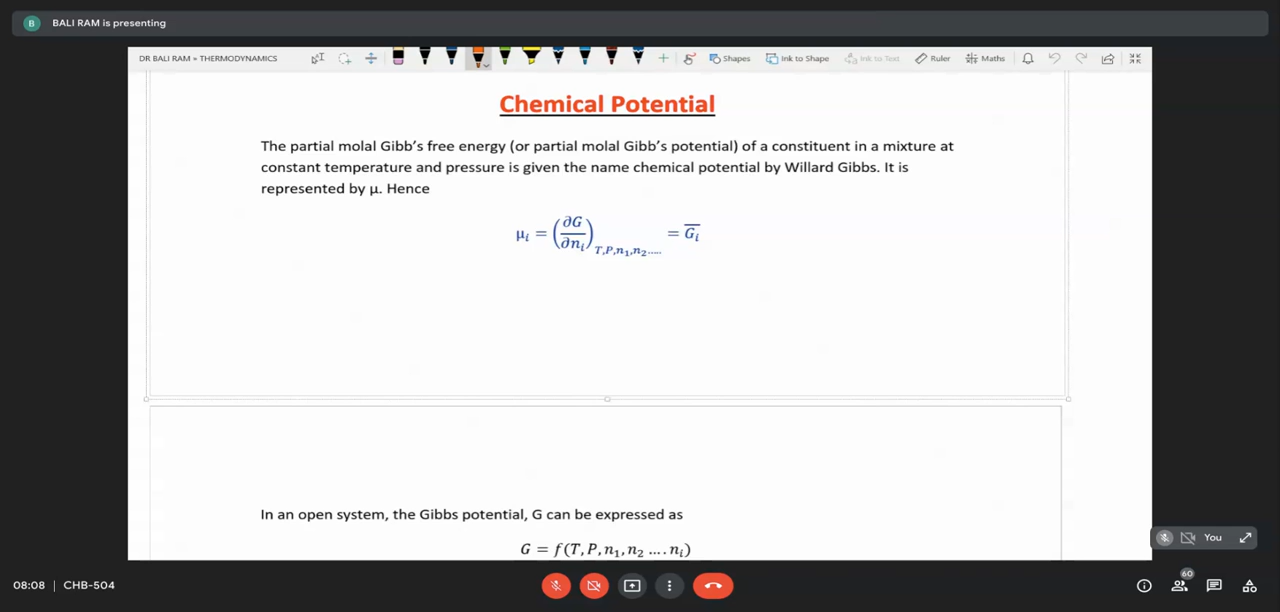 B BALI RAM is presenting
DR BALI RAM » THERMODYNAMICS
Shapes Ink to Shape Ink to Text Ruler Maths
Chemical Potential
The partial molal Gibb's free energy (or partial molal Gibb's potential) of a constituent in a mixture at
constant temperature and pressure is given the name chemical potential by Willard Gibbs. It is
represented by μ. Hence
μᵢ = (∂G/∂nᵢ) T,P,n₁,n₂..... = G̅ᵢ
In an open system, the Gibbs potential, G can be expressed as
G = f(T, P, n₁, n₂ .... nᵢ)
You
08:08 | CHB-504
60